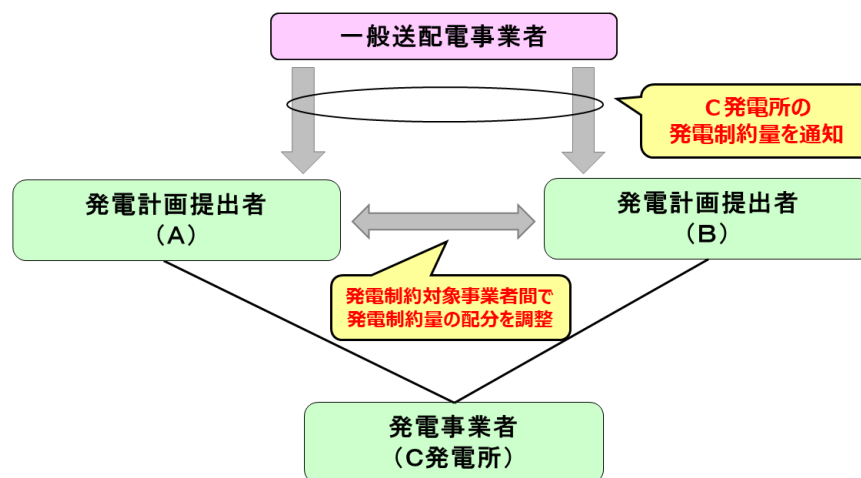 一般送配電事業者
C発電所の
発電制約量を通知
発電計画提出者
（A）
発電計画提出者
（B）
発電制約対象事業者間で
発電制約量の配分を調整
発電事業者
（C発電所）